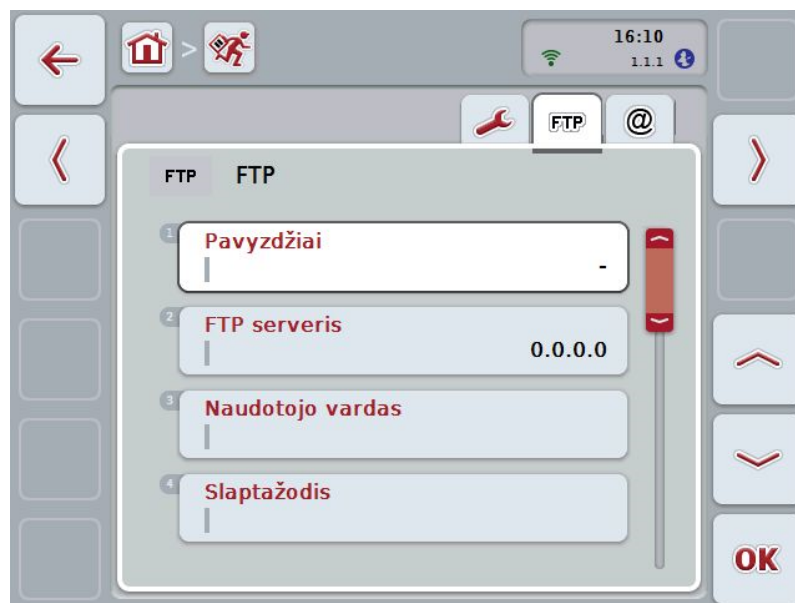 16:10
1.1.1
FTP
@
FTP FTP
1
Pavyzdžiai
-
2
FTP serveris
0.0.0.0
3
Naudotojo vardas
4
Slaptažodis
OK